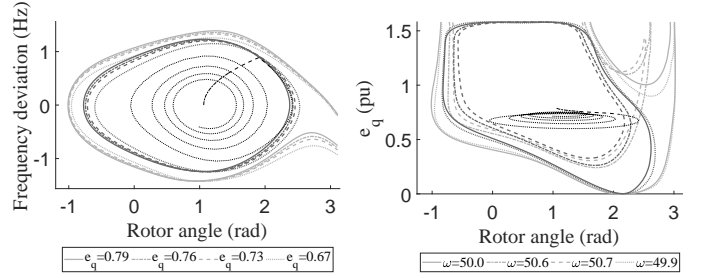 Frequency deviation (Hz)
1
0
-1
-1
0
1
2
3
Rotor angle (rad)
e_q=0.79 e_q=0.76 e_q=0.73 e_q=0.67
e_q (pu)
1.5
1
0.5
0
-1
0
1
2
3
Rotor angle (rad)
ω=50.0 ω=50.6 ω=50.7 ω=49.9